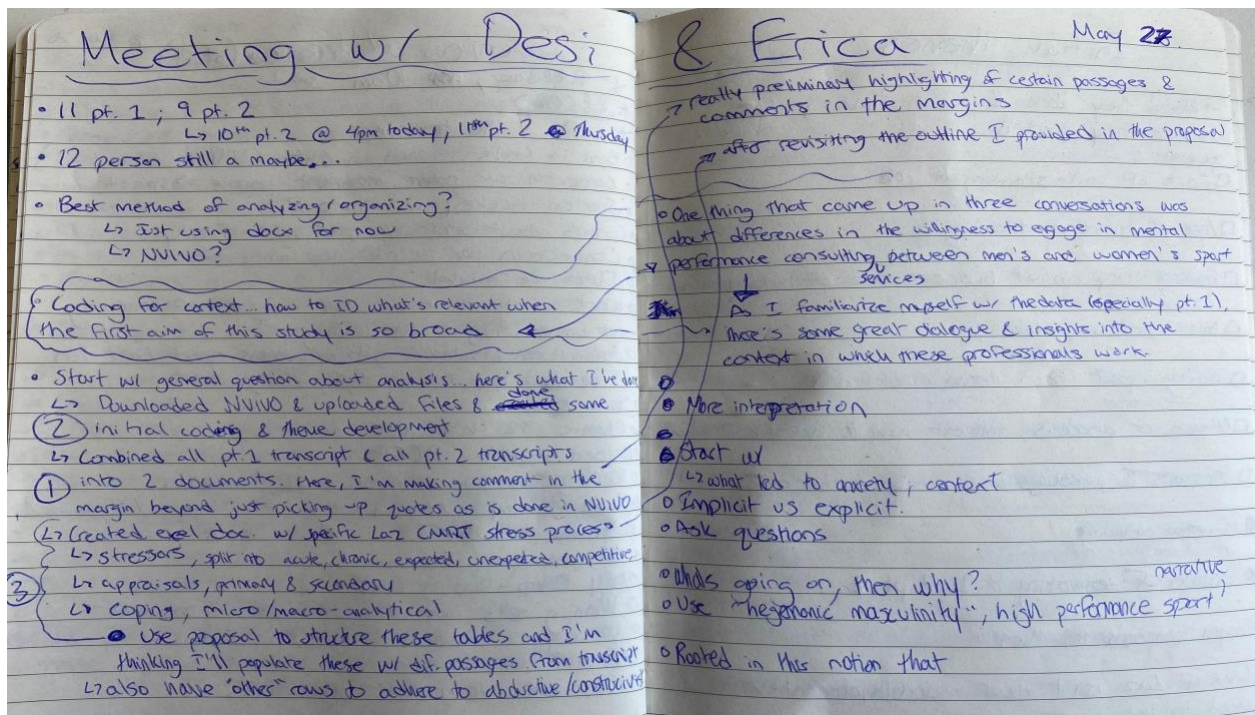 Meeting w/ Desi & Erica
May 28.
• 11 pt. 1 ; 9 pt. 2
↳ 10th pt. 2 @ 4pm today, 11th pt. 2 @ Thursday
• 12 person still a maybe...
• Best method of analyzing/organizing?
↳ Just using docx for now
↳ NVIVO?
Coding for context... how to ID what's relevant when
the first aim of this study is so broad
• Start w/ general question about analysis... here's what I've done
↳ Downloaded NVIVO & uploaded files & done some
② initial coding & theme development
↳ Combined all pt.1 transcript & all pt. 2 transcripts
① into 2 documents. Here, I'm making comment in the
margin beyond just picking up quotes as is done in NVIVO
↳ Created exel doc. w/ specific Laz CMRT stress process
↳ stressors, split into acute, chronic, expected, unexpected, competitive
③ ↳ appraisals, primary & secondary
↳ coping, micro/macro-analytical
• Use proposal to structure these tables and I'm
thinking I'll populate these w/ dif. passages from transcript
↳ also have "other" rows to adhere to abductive/
→ really preliminary highlighting of certain passages &
comments in the margins
→ after revisiting the outline I provided in the proposal
• One thing that came up in three conversations was
about differences in the willingness to egage in mental
performance consulting services between men's and women's sport
As I familiarize myself w/ the data (especially pt. 1),
there's some great dialogue & insights into the
context in which these professionals work.
• More interpretation
• Start w/
↳ what led to anxiety, context
• Implicit vs explicit.
• Ask questions
• going on, then why?
• Use "hegemonic masculinity", high performance sport narrative
• Rooted in this notion that